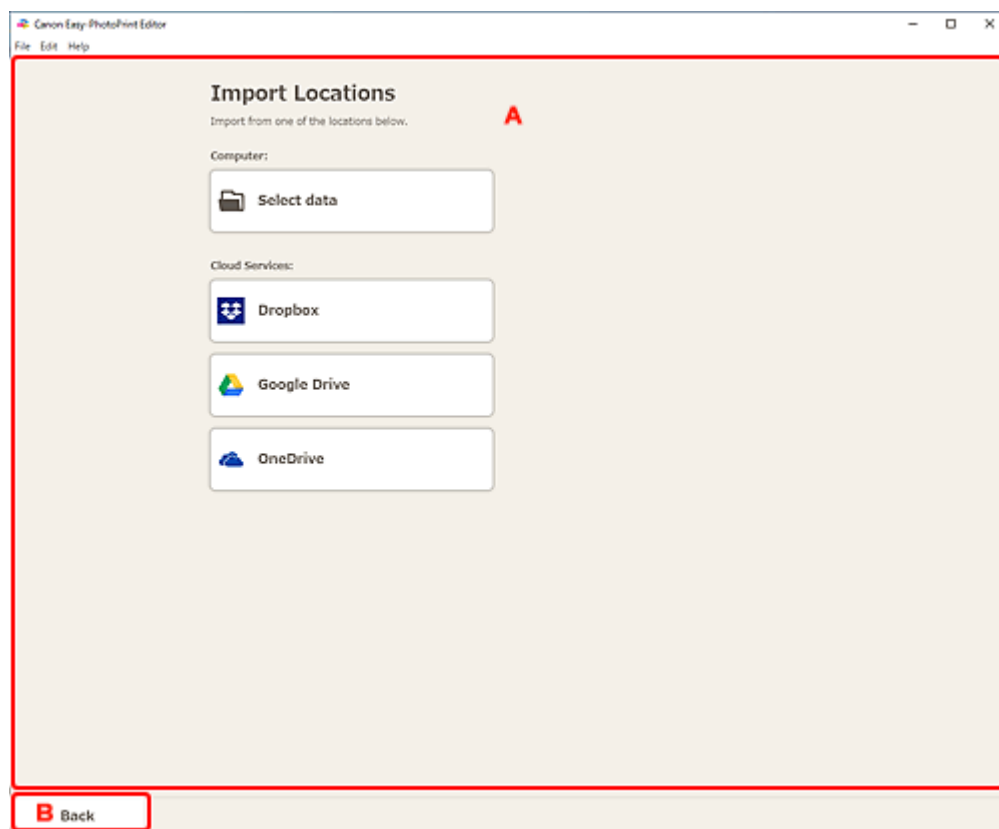 Canon Easy-PhotoPrint Editor
File Edit Help
Import Locations
A
Import from one of the locations below.
Computer:
Select data
Cloud Services:
Dropbox
Google Drive
OneDrive
B Back